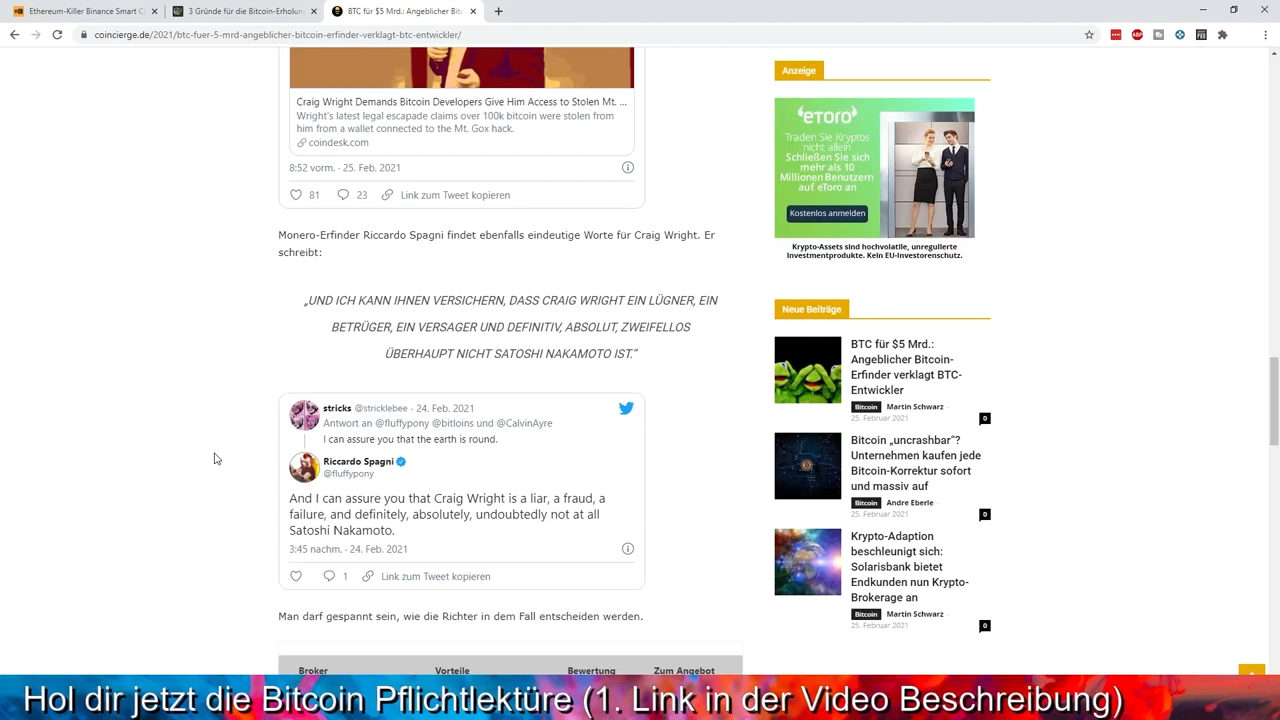 Ethereum-Killer Binance Smart C
3 Gründe für die Bitcoin-Erholun
BTC für $5 Mrd.: Angeblicher Bit
coincierge.de/2021/btc-fuer-5-mrd-angeblicher-bitcoin-erfinder-verklagt-btc-entwickler/
Craig Wright Demands Bitcoin Developers Give Him Access to Stolen Mt. ...
Wright's latest legal escapade claims over 100k bitcoin were stolen from
him from a wallet connected to the Mt. Gox hack.
coindesk.com
8:52 vorm. · 25. Feb. 2021
81
23
Link zum Tweet kopieren
Monero-Erfinder Riccardo Spagni findet ebenfalls eindeutige Worte für Craig Wright. Er
schreibt:
„UND ICH KANN IHNEN VERSICHERN, DASS CRAIG WRIGHT EIN LÜGNER, EIN
BETRÜGER, EIN VERSAGER UND DEFINITIV, ABSOLUT, ZWEIFELLOS
ÜBERHAUPT NICHT SATOSHI NAKAMOTO IST.“
stricks @stricklebee · 24. Feb. 2021
Antwort an @fluffypony @bitloins und @CalvinAyre
I can assure you that the earth is round.
Riccardo Spagni
@fluffypony
And I can assure you that Craig Wright is a liar, a fraud, a
failure, and definitely, absolutely, undoubtedly not at all
Satoshi Nakamoto.
3:45 nachm. · 24. Feb. 2021
1
Link zum Tweet kopieren
Man darf gespannt sein, wie die Richter in dem Fall entscheiden werden.
Broker Vorteile Bewertung Zum Angebot
Anzeige
eToro
Traden Sie Kryptos
nicht allein
Schließen Sie sich
mehr als 10
Millionen Benutzern
auf eToro an
Kostenlos anmelden
Krypto-Assets sind hochvolatile, unregulierte
Investmentprodukte. Kein EU-Investorenschutz.
Neue Beiträge
BTC für $5 Mrd.:
Angeblicher Bitcoin-
Erfinder verklagt BTC-
Entwickler
Bitcoin Martin Schwarz -
25. Februar 2021
0
Bitcoin „uncrashbar“?
Unternehmen kaufen jede
Bitcoin-Korrektur sofort
und massiv auf
Bitcoin Andre Eberle -
25. Februar 2021
0
Krypto-Adaption
beschleunigt sich:
Solarisbank bietet
Endkunden nun Krypto-
Brokerage an
Bitcoin Martin Schwarz -
25. Februar 2021
0
Hol dir jetzt die Bitcoin Pflichtlektüre (1. Link in der Video Beschreibung)